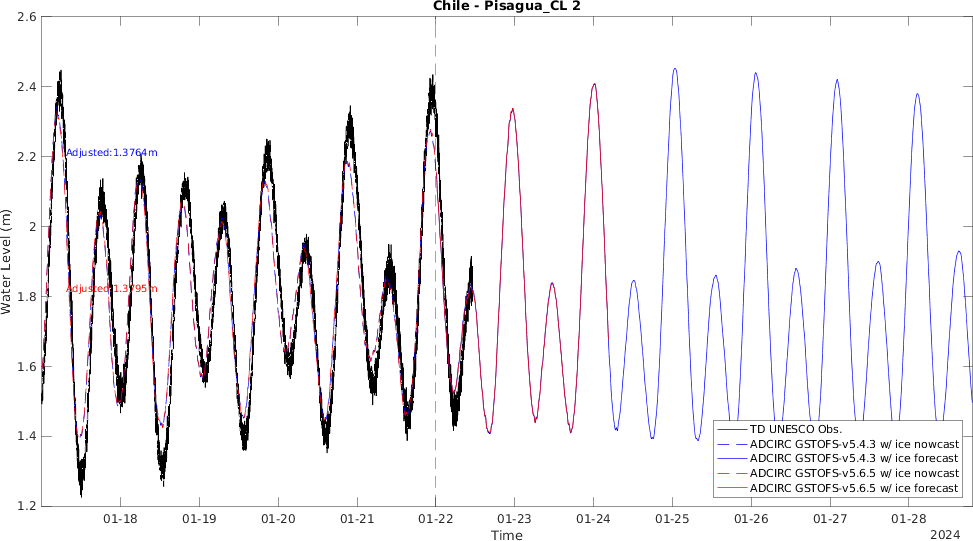 Chile - Pisagua_CL 2
2.6
2.4
2.2
2
1.8
1.6
1.4
1.2
Water Level (m)
Adjusted:1.3764m
Adjusted:1.3795m
TD UNESCO Obs.
ADCIRC GSTOFS-v5.4.3 w/ ice nowcast
ADCIRC GSTOFS-v5.4.3 w/ ice forecast
ADCIRC GSTOFS-v5.6.5 w/ ice nowcast
ADCIRC GSTOFS-v5.6.5 w/ ice forecast
01-18 01-19 01-20 01-21 01-22 01-23 01-24 01-25 01-26 01-27 01-28
Time
2024